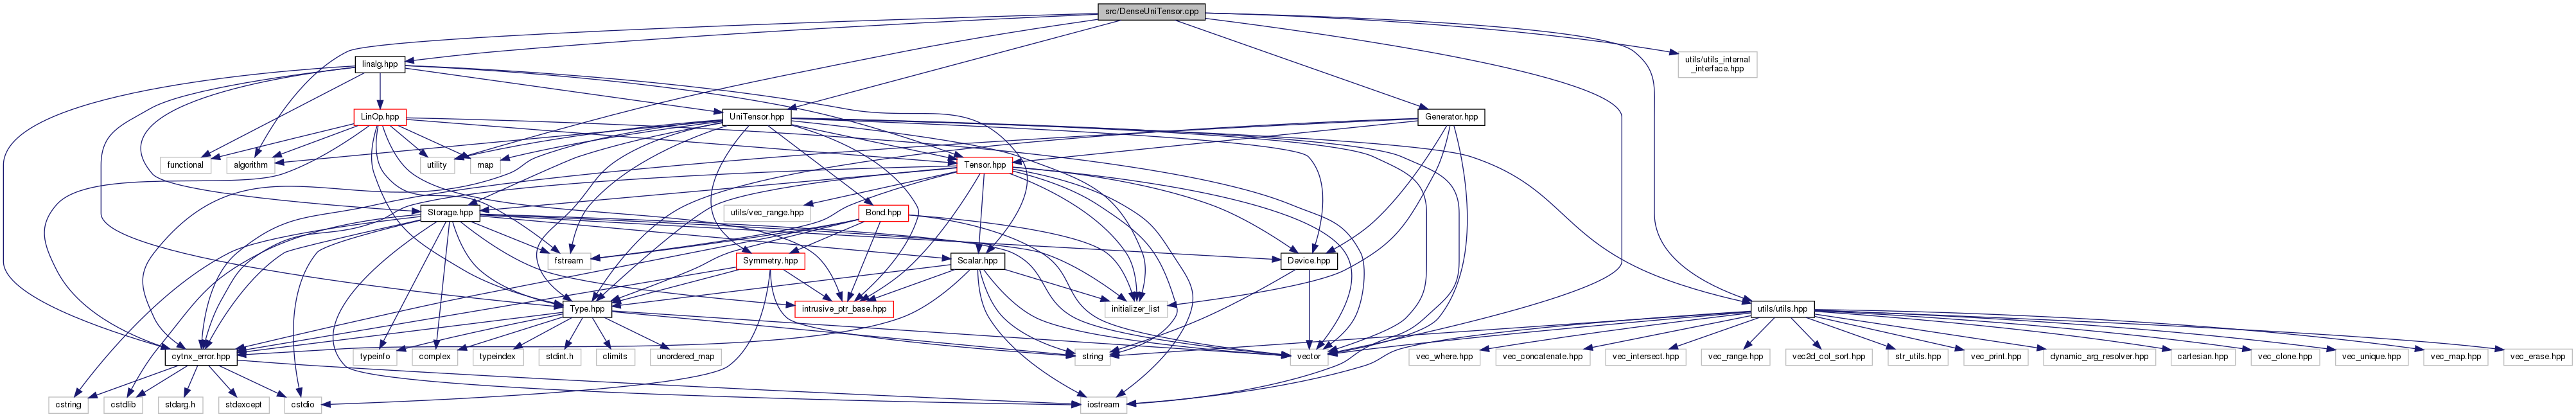 src/DenseUniTensor.cpp
linalg.hpp
utils/utils_internal
_interface.hpp
LinOp.hpp
UniTensor.hpp
Generator.hpp
functional
algorithm
utility
map
Tensor.hpp
utils/vec_range.hpp
Storage.hpp
Bond.hpp
fstream
Symmetry.hpp
Scalar.hpp
Device.hpp
Type.hpp
intrusive_ptr_base.hpp
initializer_list
utils/utils.hpp
cytnx_error.hpp
typeinfo
complex
typeindex
stdint.h
climits
unordered_map
string
vector
vec_where.hpp
vec_concatenate.hpp
vec_intersect.hpp
vec_range.hpp
vec2d_col_sort.hpp
str_utils.hpp
vec_print.hpp
dynamic_arg_resolver.hpp
cartesian.hpp
vec_clone.hpp
vec_unique.hpp
vec_map.hpp
vec_erase.hpp
cstring
cstdlib
stdarg.h
stdexcept
cstdio
iostream